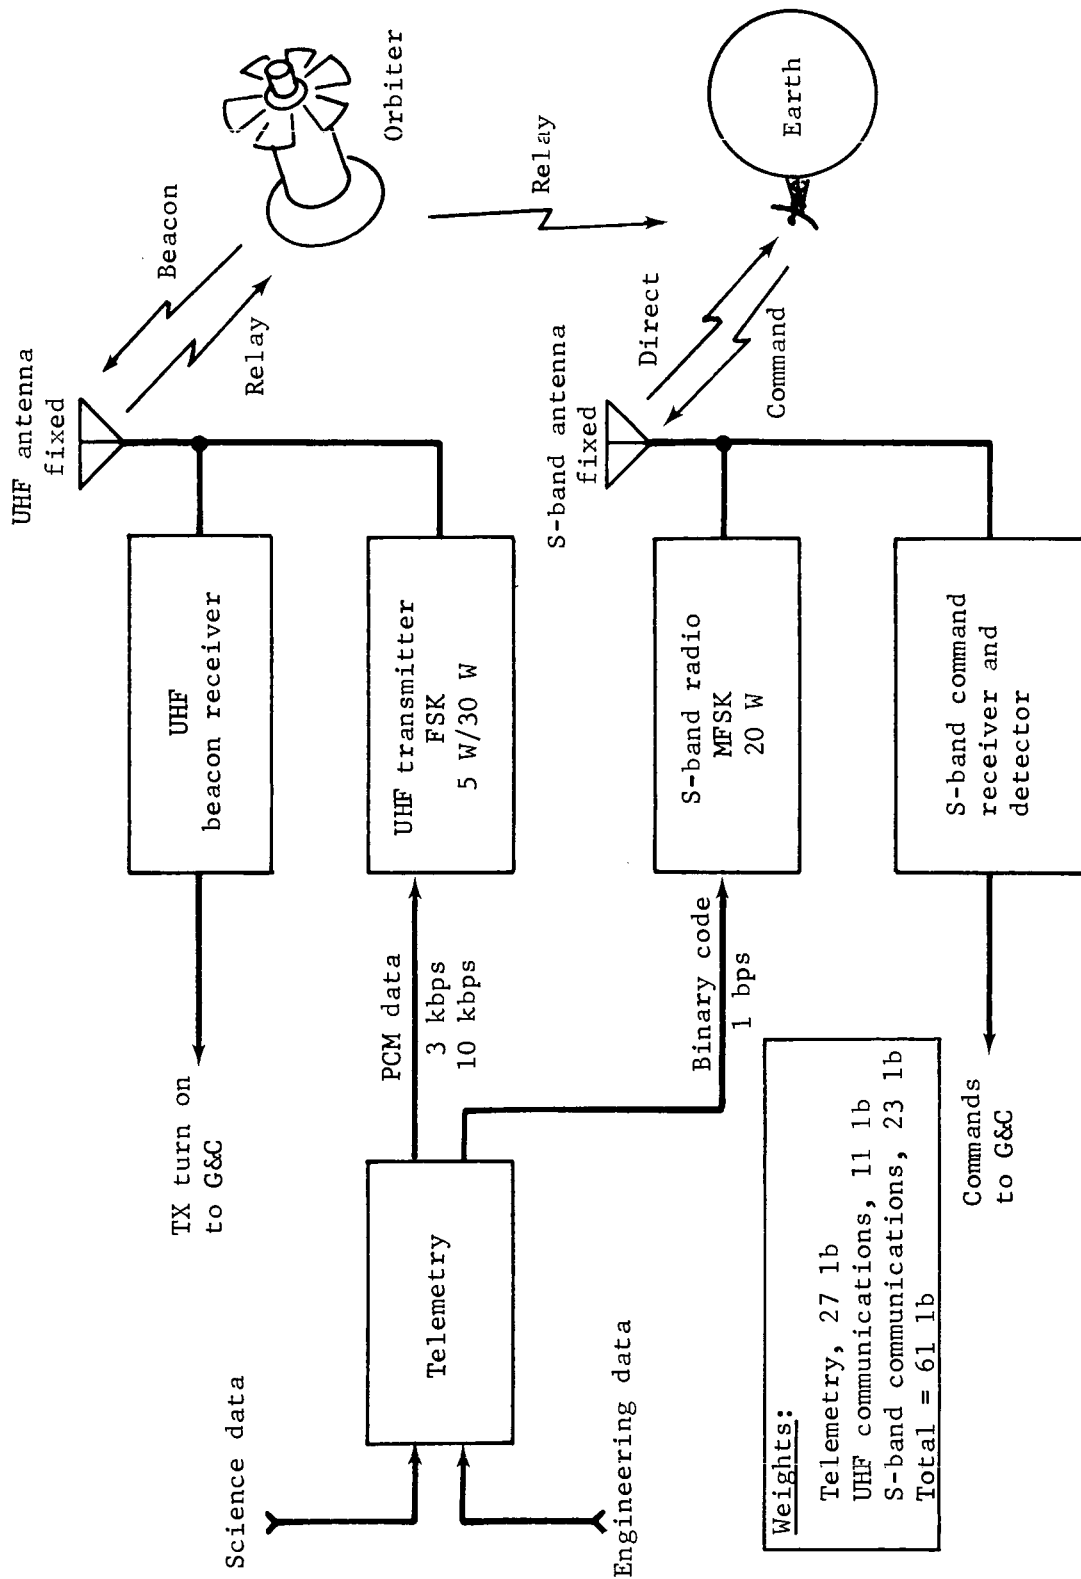 Science data
Engineering data
Telemetry
TX turn on
to G&C
PCM data
3 kbps
10 kbps
Binary code
1 bps
Commands
to G&C
UHF
beacon receiver
UHF transmitter
FSK
5 W/30 W
S-band radio
MFSK
20 W
S-band command
receiver and
detector
UHF antenna
fixed
S-band antenna
fixed
Beacon
Relay
Orbiter
Relay
Direct
Command
Earth
Weights:
Telemetry, 27 lb
UHF communications, 11 lb
S-band communications, 23 lb
Total = 61 lb